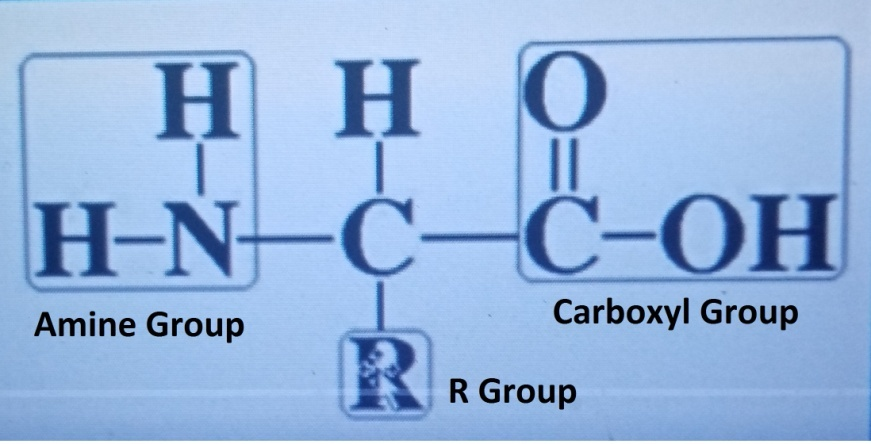 H H O
H–N–C–C–OH
Amine Group
Carboxyl Group
R
R Group